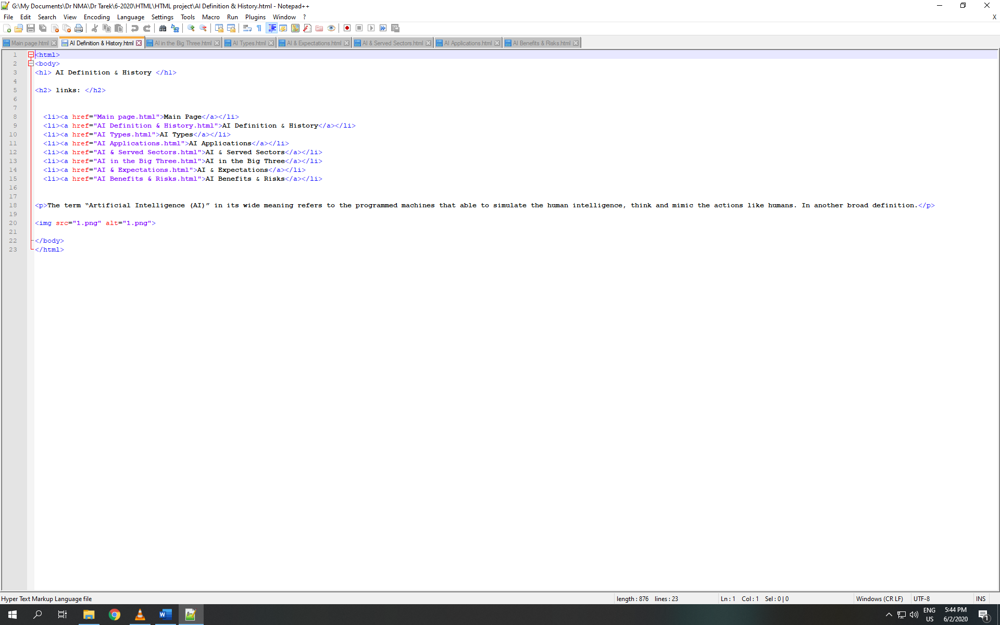 G:\My Documents\Dr NMA\Dr Tarek\6-2020\HTML\HTML project\AI Definition & History.html - Notepad++
File Edit Search View Encoding Language Settings Tools Macro Run Plugins Window ? X
Main page.html AI Definition & History.html AI in the Big Three.html AI Types.html AI & Expectations.html AI & Served Sectors.html AI Applications.html AI Benefits & Risks.html
1 <html>
2 <body>
3 <h1> AI Definition & History </h1>
4
5 <h2> links: </h2>
6
7
8 <li><a href="Main page.html">Main Page</a></li>
9 <li><a href="AI Definition & History.html">AI Definition & History</a></li>
10 <li><a href="AI Types.html">AI Types</a></li>
11 <li><a href="AI Applications.html">AI Applications</a></li>
12 <li><a href="AI & Served Sectors.html">AI & Served Sectors</a></li>
13 <li><a href="AI in the Big Three.html">AI in the Big Three</a></li>
14 <li><a href="AI & Expectations.html">AI & Expectations</a></li>
15 <li><a href="AI Benefits & Risks.html">AI Benefits & Risks</a></li>
16
17
18 <p>The term “Artificial Intelligence (AI)” in its wide meaning refers to the programmed machines that able to simulate the human intelligence, think and mimic the actions like humans. In another broad definition.</p>
19
20 <img src="1.png" alt="1.png">
21
22 </body>
23 </html>
Hyper Text Markup Language file length : 876 lines : 23 Ln : 1 Col : 1 Sel : 0 | 0 Windows (CR LF) UTF-8 INS
ENG 5:44 PM
US 6/2/2020 1